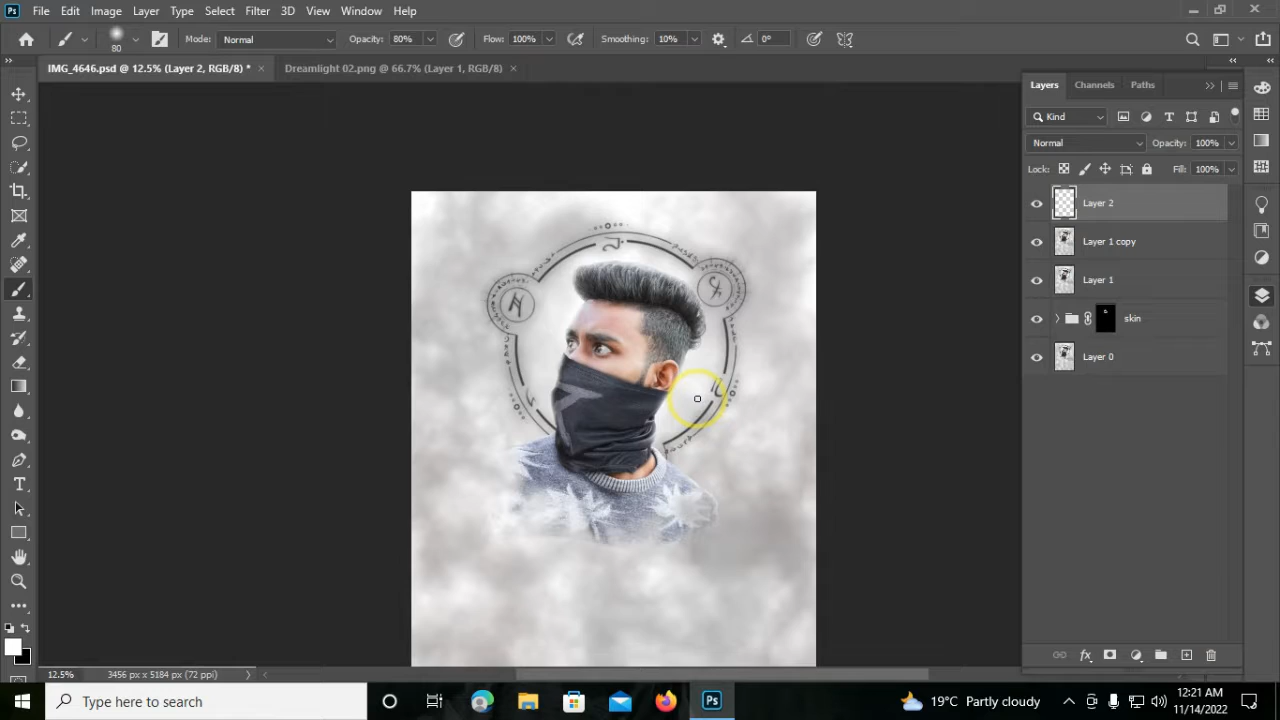 Ps File Edit Image Layer Type Select Filter 3D View Window Help
80 Mode: Normal Opacity: 80% Flow: 100% Smoothing: 10% 0°
IMG_4646.psd @ 12.5% (Layer 2, RGB/8) * × Dreamlight 02.png @ 66.7% (Layer 1, RGB/8) ×
Layers Channels Paths
Kind
Normal Opacity: 100%
Lock: Fill: 100%
Layer 2
Layer 1 copy
Layer 1
skin
Layer 0
12.5% 3456 px x 5184 px (72 ppi)
Type here to search
Ps
19°C Partly cloudy
12:21 AM
11/14/2022